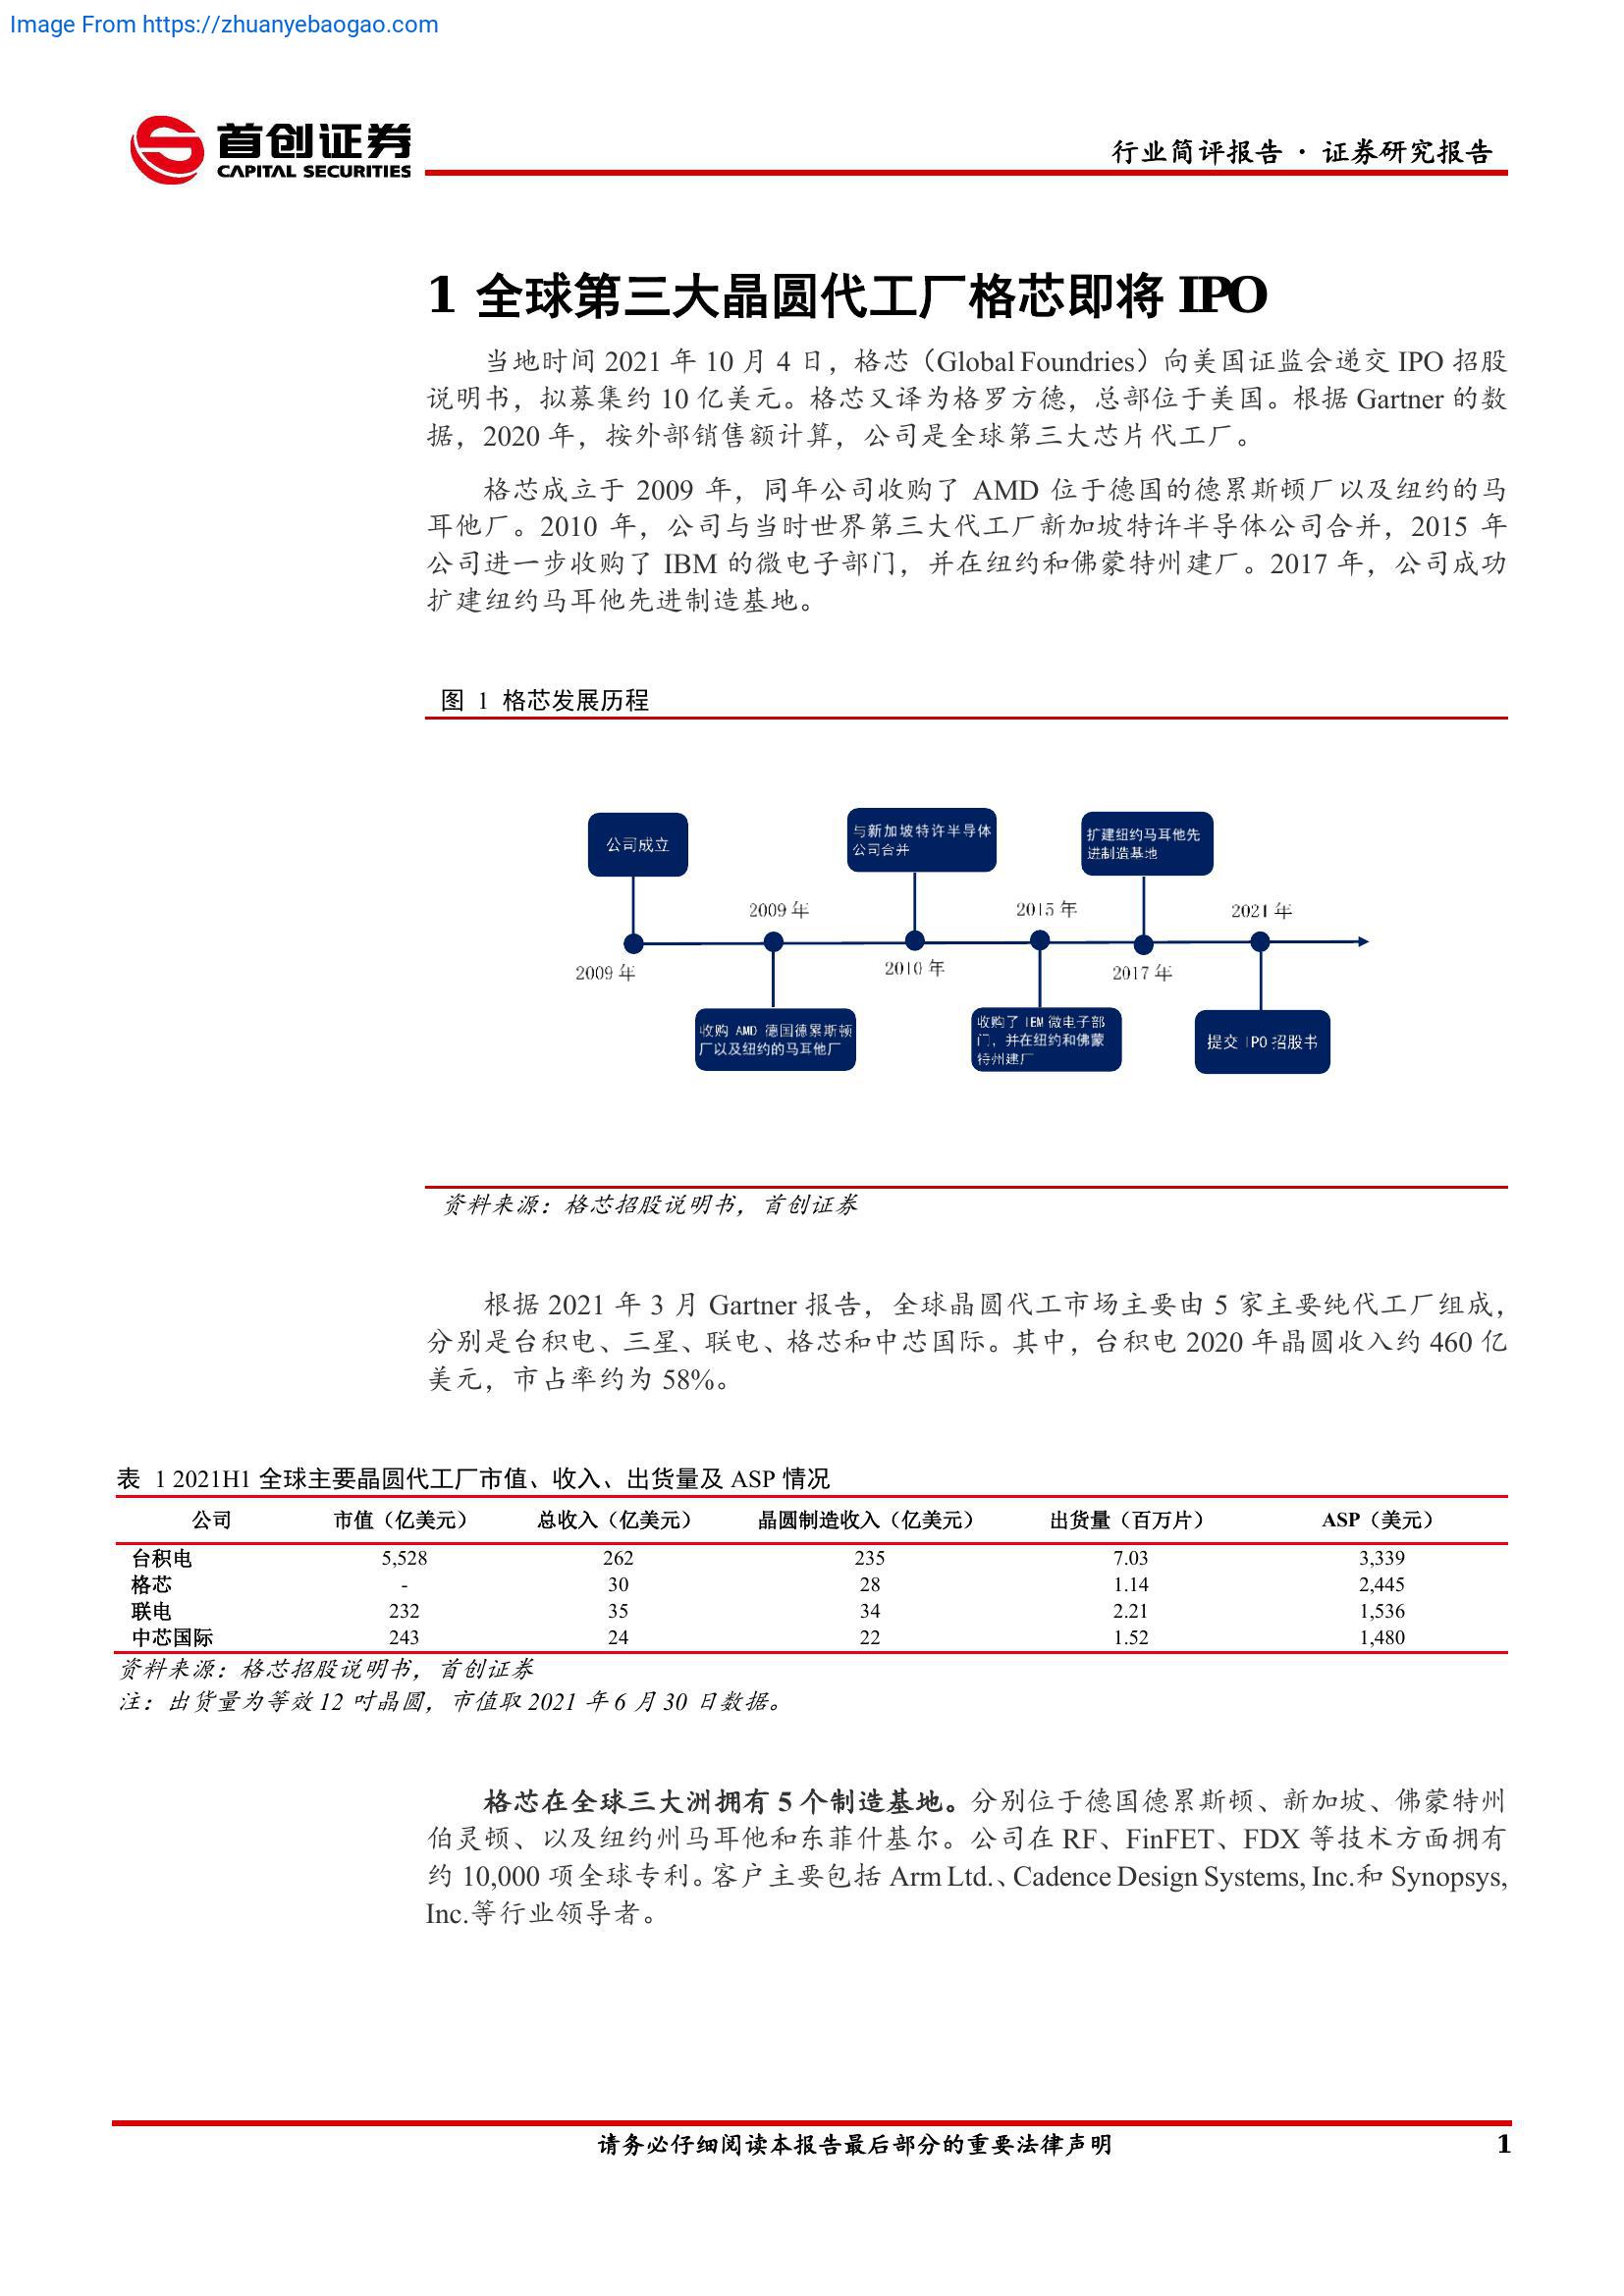 Image From https://zhuanyebaogao.com
首创证券
CAPITAL SECURITIES
行业简评报告 · 证券研究报告
1 全球第三大晶圆代工厂格芯即将 IPO
当地时间 2021 年 10 月 4 日，格芯（Global Foundries）向美国证监会递交 IPO 招股
说明书，拟募集约 10 亿美元。格芯又译为格罗方德，总部位于美国。根据 Gartner 的数
据，2020 年，按外部销售额计算，公司是全球第三大芯片代工厂。
格芯成立于 2009 年，同年公司收购了 AMD 位于德国的德累斯顿厂以及纽约的马
耳他厂。2010 年，公司与当时世界第三大代工厂新加坡特许半导体公司合并，2015 年
公司进一步收购了 IBM 的微电子部门，并在纽约和佛蒙特州建厂。2017 年，公司成功
扩建纽约马耳他先进制造基地。
图 1 格芯发展历程
公司成立
与新加坡特许半导体
公司合并
扩建纽约马耳他先
进制造基地
2009 年
2015 年
2021 年
2009 年
2010 年
2017 年
收购 AMD 德国德累斯顿
厂以及纽约的马耳他厂
收购了 IBM 微电子部
门，并在纽约和佛蒙
特州建厂
提交 IPO 招股书
资料来源：格芯招股说明书，首创证券
根据 2021 年 3 月 Gartner 报告，全球晶圆代工市场主要由 5 家主要纯代工厂组成，
分别是台积电、三星、联电、格芯和中芯国际。其中，台积电 2020 年晶圆收入约 460 亿
美元，市占率约为 58%。
表 1 2021H1 全球主要晶圆代工厂市值、收入、出货量及 ASP 情况
公司 市值（亿美元） 总收入（亿美元） 晶圆制造收入（亿美元） 出货量（百万片） ASP（美元）
台积电 5,528 262 235 7.03 3,339
格芯 - 30 28 1.14 2,445
联电 232 35 34 2.21 1,536
中芯国际 243 24 22 1.52 1,480
资料来源：格芯招股说明书，首创证券
注：出货量为等效 12 吋晶圆，市值取 2021 年 6 月 30 日数据。
格芯在全球三大洲拥有 5 个制造基地。分别位于德国德累斯顿、新加坡、佛蒙特州
伯灵顿、以及纽约州马耳他和东菲什基尔。公司在 RF、FinFET、FDX 等技术方面拥有
约 10,000 项全球专利。客户主要包括 Arm Ltd.、Cadence Design Systems, Inc.和 Synopsys,
Inc.等行业领导者。
请务必仔细阅读本报告最后部分的重要法律声明 1